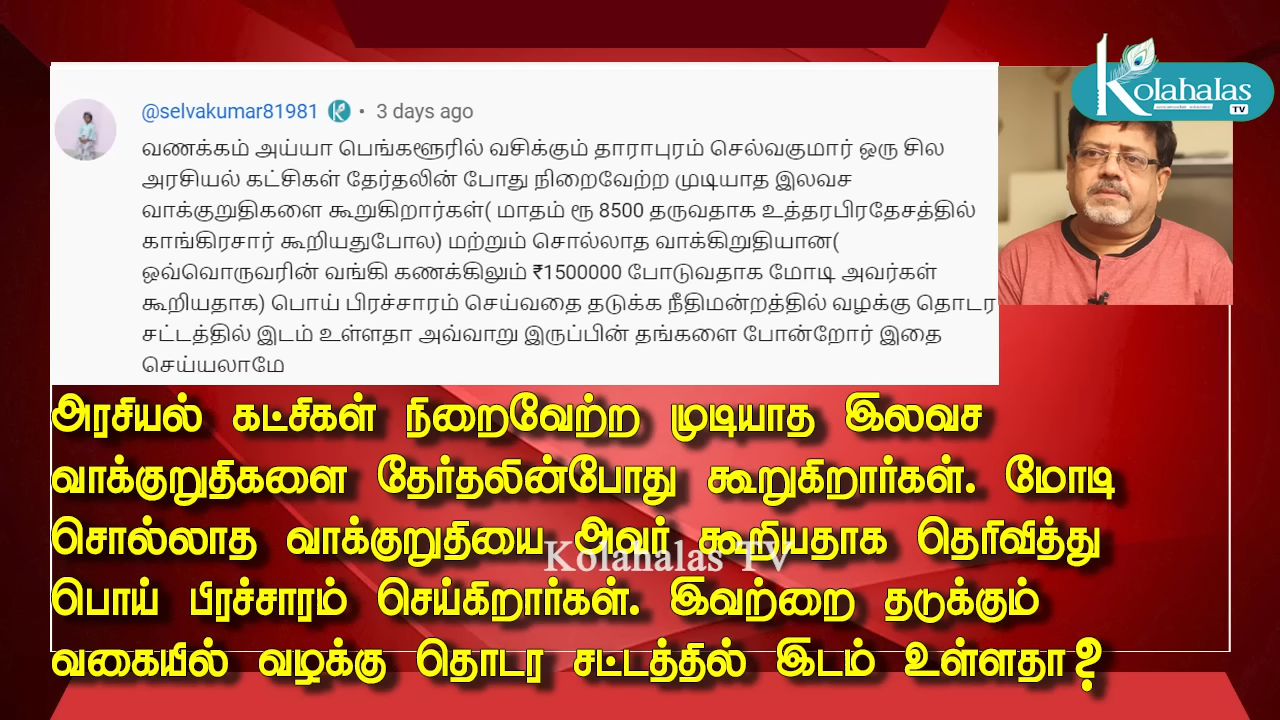 Kolahalas
TV
@selvakumar81981 • 3 days ago
வணக்கம் அய்யா பெங்களூரில் வசிக்கும் தாராபுரம் செல்வகுமார் ஒரு சில
அரசியல் கட்சிகள் தேர்தலின் போது நிறைவேற்ற முடியாத இலவச
வாக்குறுதிகளை கூறுகிறார்கள்( மாதம் ரூ 8500 தருவதாக உத்தரபிரதேசத்தில்
காங்கிரசார் கூறியதுபோல) மற்றும் சொல்லாத வாக்கிறுதியான(
ஒவ்வொருவரின் வங்கி கணக்கிலும் ₹1500000 போடுவதாக மோடி அவர்கள்
கூறியதாக) பொய் பிரச்சாரம் செய்வதை தடுக்க நீதிமன்றத்தில் வழக்கு தொடர
சட்டத்தில் இடம் உள்ளதா அவ்வாறு இருப்பின் தங்களை போன்றோர் இதை
செய்யலாமே
அரசியல் கட்சிகள் நிறைவேற்ற முடியாத இலவச
வாக்குறுதிகளை தேர்தலின்போது கூறுகிறார்கள். மோடி
சொல்லாத வாக்குறுதியை அவர் கூறியதாக தெரிவித்து
Kolahalas TV
பொய் பிரச்சாரம் செய்கிறார்கள். இவற்றை தடுக்கும்
வகையில் வழக்கு தொடர சட்டத்தில் இடம் உள்ளதா?